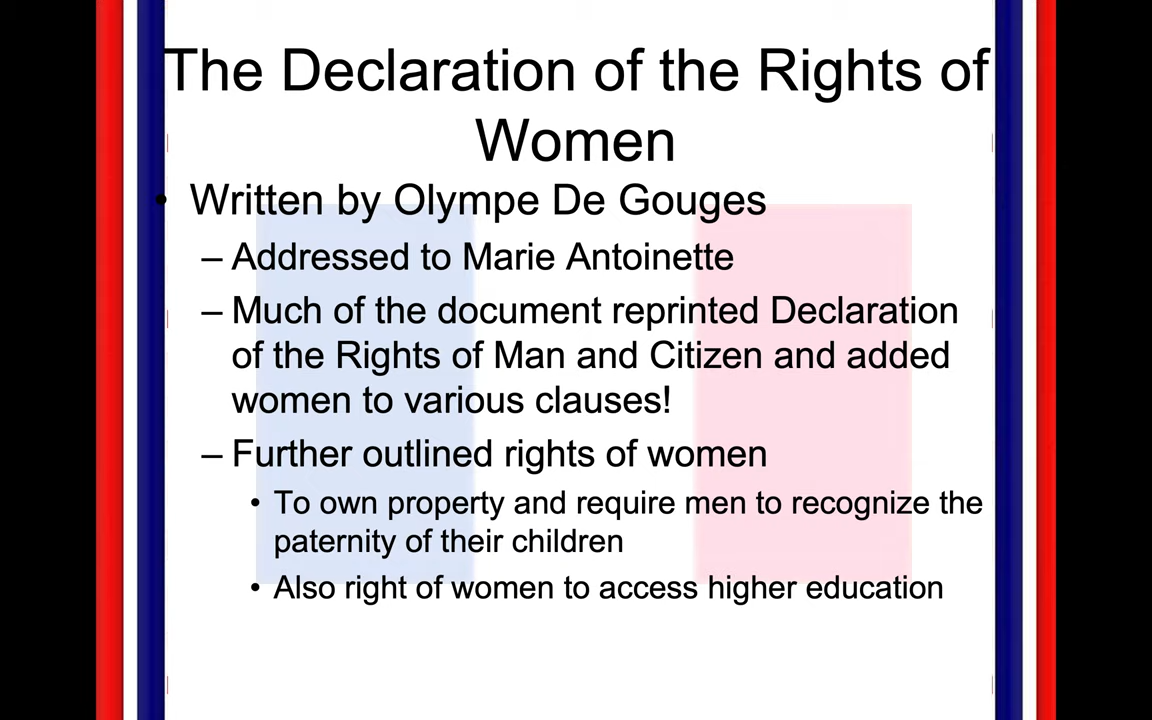 The Declaration of the Rights of
Women
• Written by Olympe De Gouges
– Addressed to Marie Antoinette
– Much of the document reprinted Declaration
of the Rights of Man and Citizen and added
women to various clauses!
– Further outlined rights of women
• To own property and require men to recognize the
paternity of their children
• Also right of women to access higher education